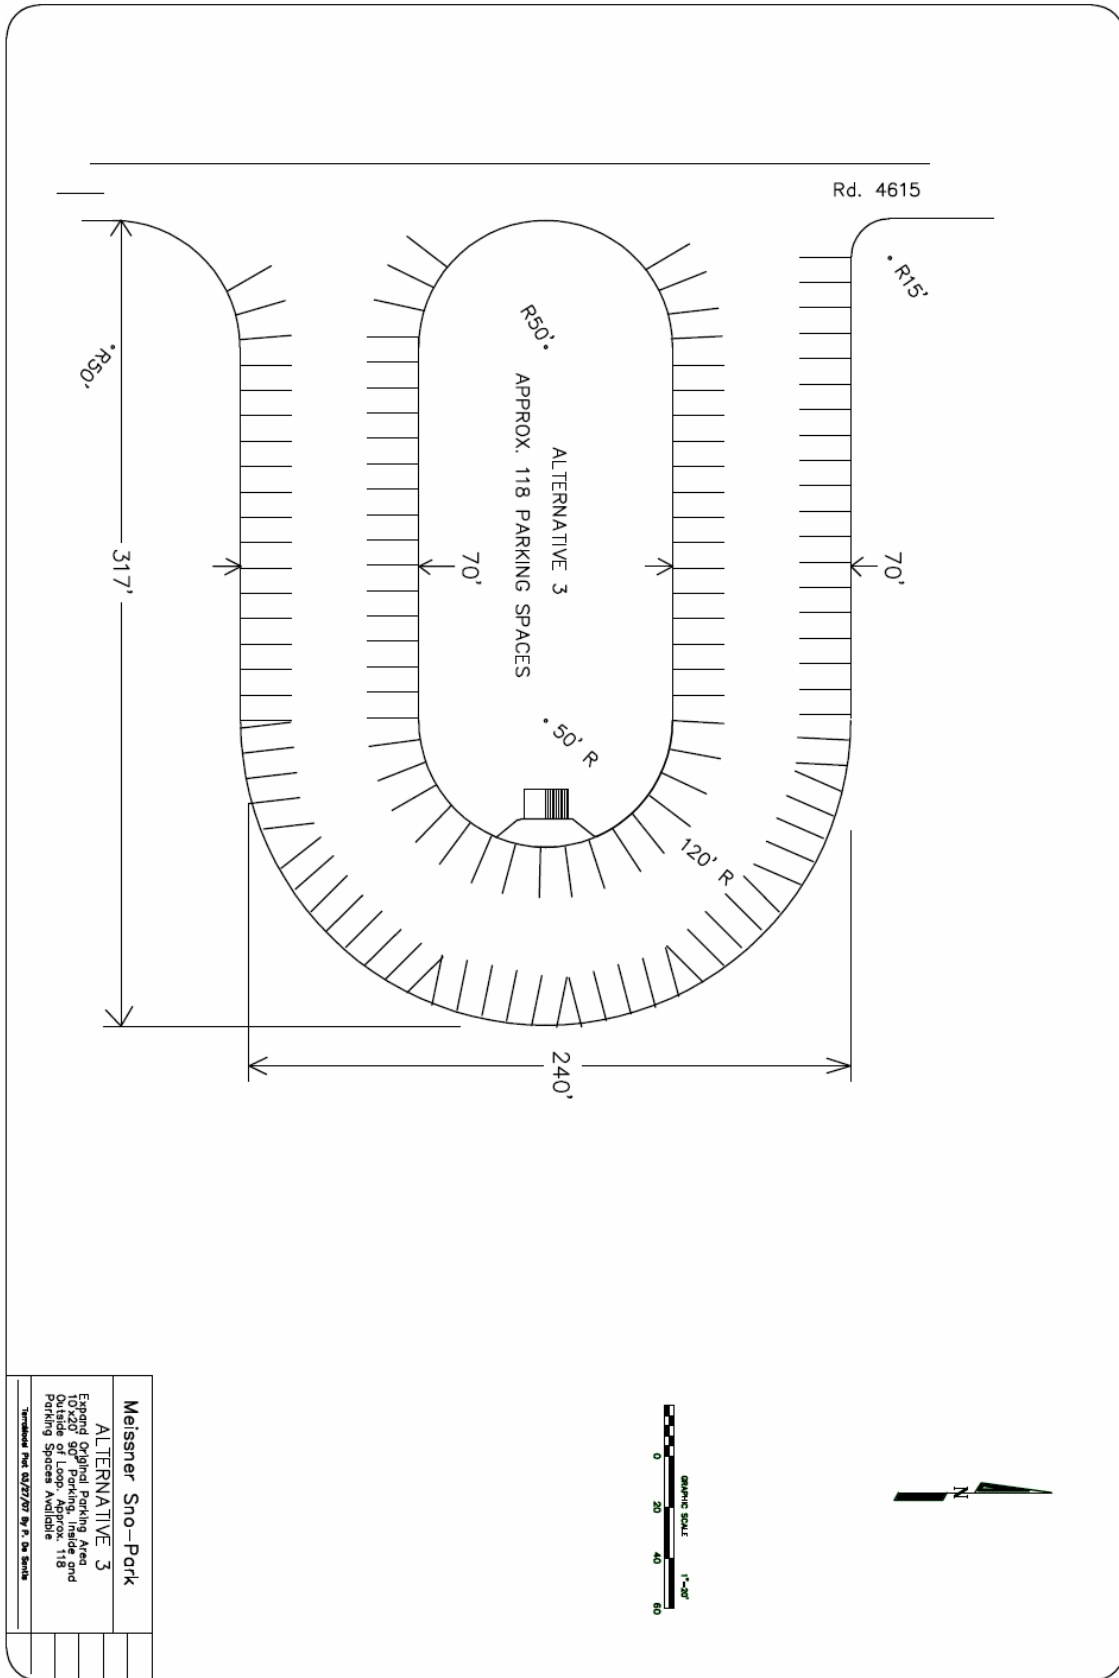 Rd. 4615
R15'
R50'
R50'
ALTERNATIVE 3
APPROX. 118 PARKING SPACES
70'
70'
317'
50' R
120' R
240'
Meissner Sno-Park
ALTERNATIVE 3
Expand Original Parking Area
10'x20' 90° Parking, Inside and
Outside of Loop. Approx. 118
Parking Spaces Available
TerraModel Plot 03/27/07 By P. De Santis
GRAPHIC SCALE 1"=20'
0 20 40 60
N